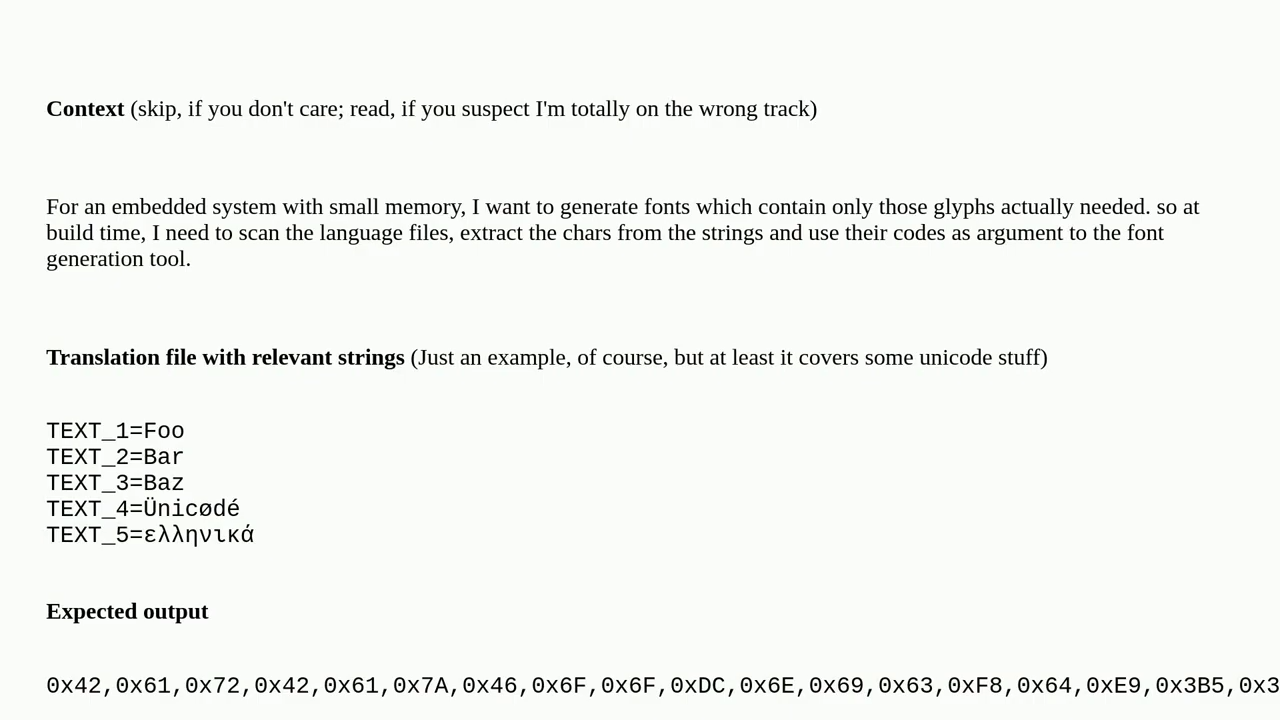 Context (skip, if you don't care; read, if you suspect I'm totally on the wrong track)
For an embedded system with small memory, I want to generate fonts which contain only those glyphs actually needed. so at
build time, I need to scan the language files, extract the chars from the strings and use their codes as argument to the font
generation tool.
Translation file with relevant strings (Just an example, of course, but at least it covers some unicode stuff)
TEXT_1=Foo
TEXT_2=Bar
TEXT_3=Baz
TEXT_4=Ünicødé
TEXT_5=ελληνικά
Expected output
0x42,0x61,0x72,0x42,0x61,0x7A,0x46,0x6F,0x6F,0xDC,0x6E,0x69,0x63,0xF8,0x64,0xE9,0x3B5,0x3